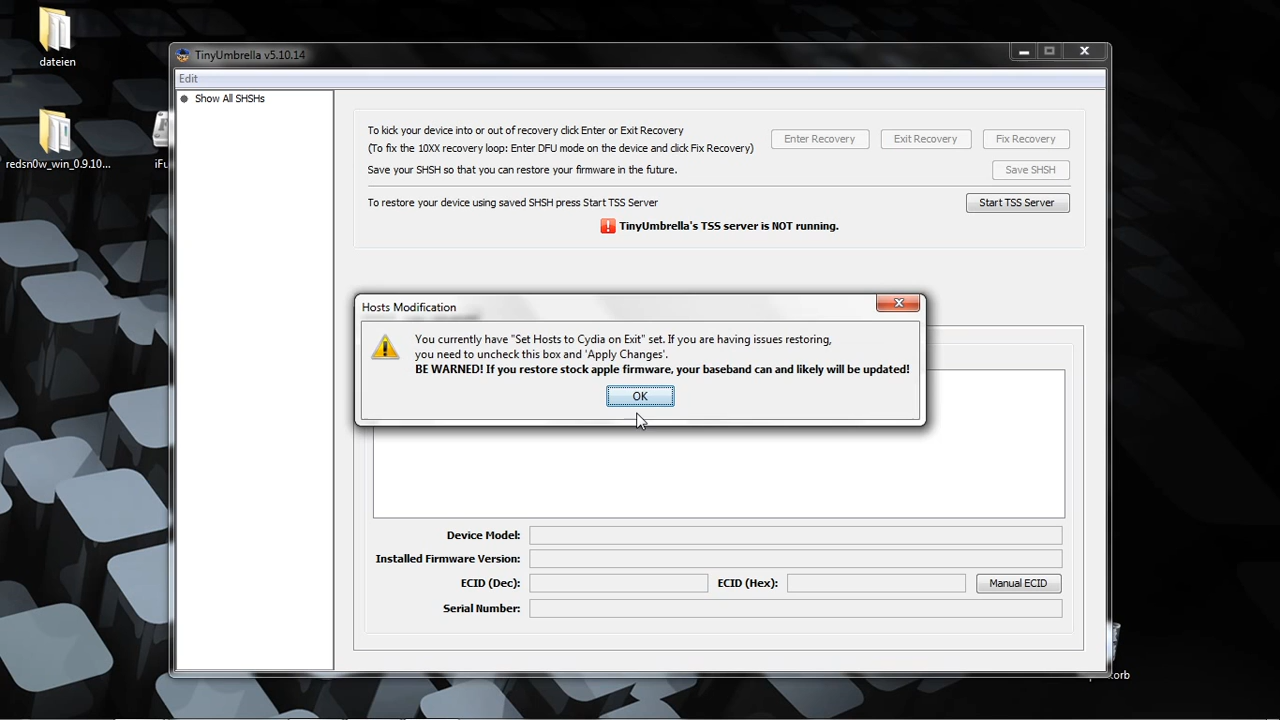 dateien
redsn0w_win_0.9.10...
iFu
TinyUmbrella v5.10.14
Edit
Show All SHSHs
To kick your device into or out of recovery click Enter or Exit Recovery
(To fix the 10XX recovery loop: Enter DFU mode on the device and click Fix Recovery)
Enter Recovery
Exit Recovery
Fix Recovery
Save your SHSH so that you can restore your firmware in the future.
Save SHSH
To restore your device using saved SHSH press Start TSS Server
Start TSS Server
TinyUmbrella's TSS server is NOT running.
Hosts Modification
You currently have "Set Hosts to Cydia on Exit" set. If you are having issues restoring,
you need to uncheck this box and 'Apply Changes'.
BE WARNED! If you restore stock apple firmware, your baseband can and likely will be updated!
OK
Device Model:
Installed Firmware Version:
ECID (Dec):
ECID (Hex):
Manual ECID
Serial Number:
orb